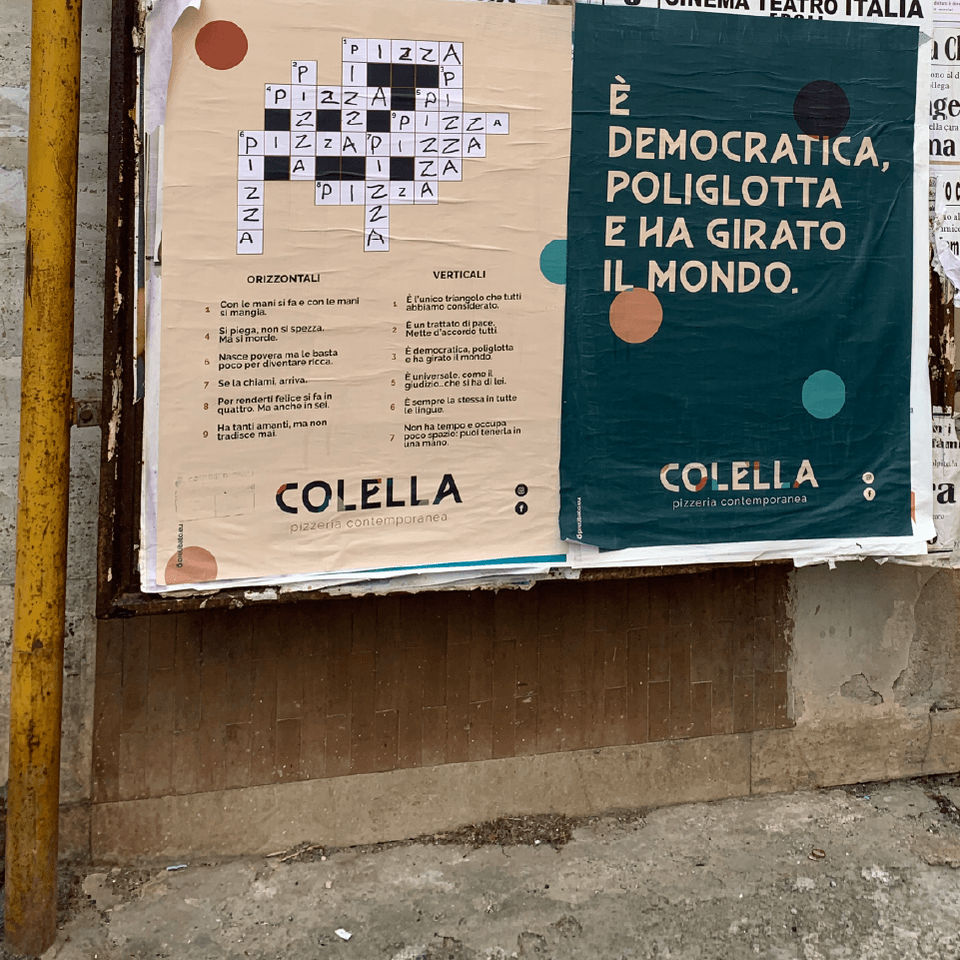 CINEMA TEATRO ITALIA
PIZZA
PIZZA
PIZZA
PIZZA
PIZZA
ORIZZONTALI
1 Con le mani si fa e con le mani
si mangia.
4 Si piega, non si spezza.
Ma si morde.
6 Nasce povera ma le basta
poco per diventare ricca.
7 Se la chiami, arriva.
8 Per renderti felice si fa in
quattro. Ma anche in sei.
9 Ha tanti amanti, ma non
tradisce mai.
VERTICALI
1 È l'unico triangolo che tutti
abbiamo considerato.
2 È un trattato di pace.
Mette d'accordo tutti
3 È democratica, poliglotta
e ha girato il mondo.
5 È universale, come il
giudizio...che si ha di lei.
6 È sempre la stessa in tutte
le lingue.
7 Non ha tempo e occupa
poco spazio: puoi tenerla in
una mano.
COLELLA
pizzeria contemporanea
È
DEMOCRATICA,
POLIGLOTTA
E HA GIRATO
IL MONDO.
COLELLA
pizzeria contemporanea